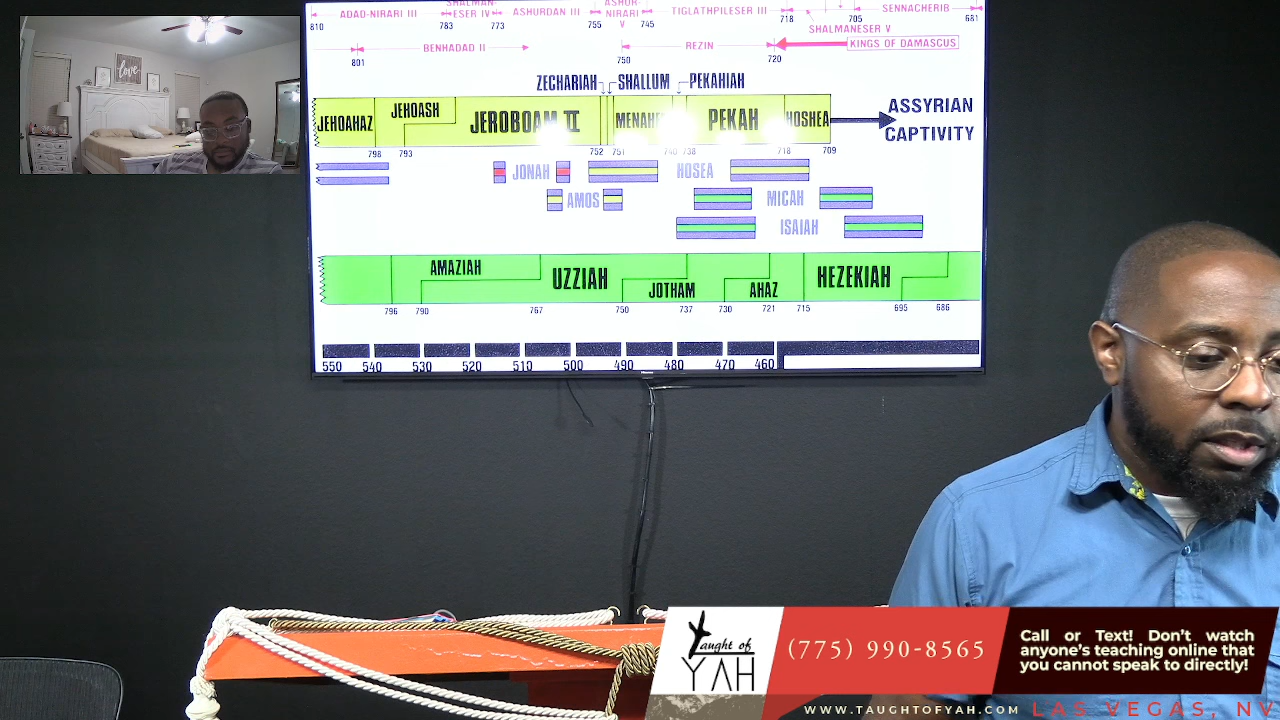 love
SHALMAN-
ESER IV
ADAD-NIRARI III
ASHURDAN III
ASHUR
NIRARI
V
TIGLATHPILESER III
SENNACHERIB
810
783
773
755
745
718
705
681
SHALMANESER V
BENHADAD II
REZIN
KINGS OF DAMASCUS
801
750
720
ZECHARIAH
SHALLUM
PEKAHIAH
JEHOAHAZ
JEHOASH
JEROBOAM II
MENAHE
PEKAH
HOSHEA
ASSYRIAN
CAPTIVITY
798
793
752
751
740
738
718
709
JONAH
HOSEA
AMOS
MICAH
ISAIAH
AMAZIAH
UZZIAH
JOTHAM
AHAZ
HEZEKIAH
796
790
767
750
737
730
721
715
695
686
550
540
530
520
510
500
490
480
470
460
Taught of
YAH
(775) 990-8565
Call or Text! Don't watch
anyone's teaching online that
you cannot speak to directly!
WWW.TAUGHTOFYAH.COM
LAS VEGAS, NV